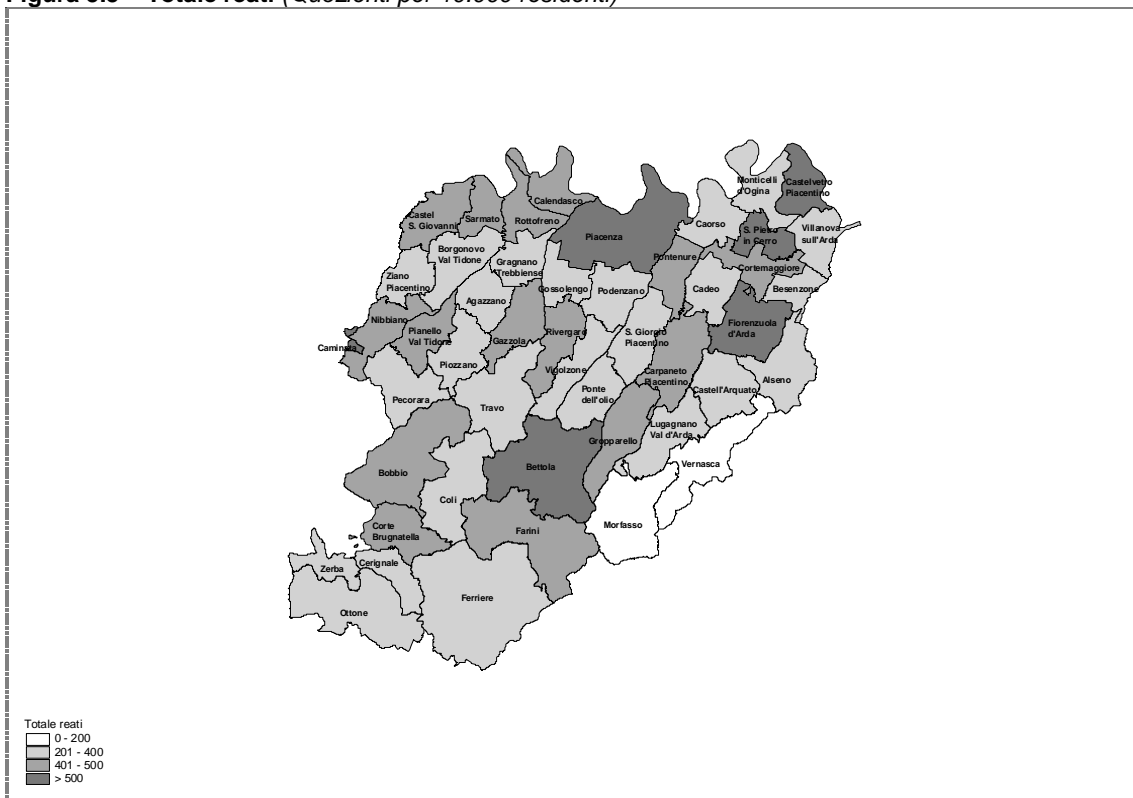 Totale reati (Quozienti per 10.000 residenti)
Monticelli
d'Ogina
Castelvetro
Piacentino
Calendasco
Castel
S. Giovanni
Sarmato
Rottofreno
Caorso
S. Pietro
in Cerro
Villanova
sull'Arda
Piacenza
Borgonovo
Val Tidone
Gragnano
Trebbiense
Pontenure
Cortemaggiore
Ziano
Piacentino
Gossolengo
Podenzano
Cadeo
Besenzone
Agazzano
Nibbiano
Pianello
Val Tidone
Gazzola
Rivergaro
S. Giorgio
Piacentino
Fiorenzuola
d'Arda
Caminata
Piozzano
Vigolzone
Carpaneto
Piacentino
Alseno
Pecorara
Travo
Ponte
dell'olio
Castell'Arquato
Lugagnano
Val d'Arda
Gropparello
Bobbio
Bettola
Vernasca
Coli
Corte
Brugnatella
Farini
Morfasso
Zerba
Cerignale
Ferriere
Ottone
Totale reati
0 - 200
201 - 400
401 - 500
> 500